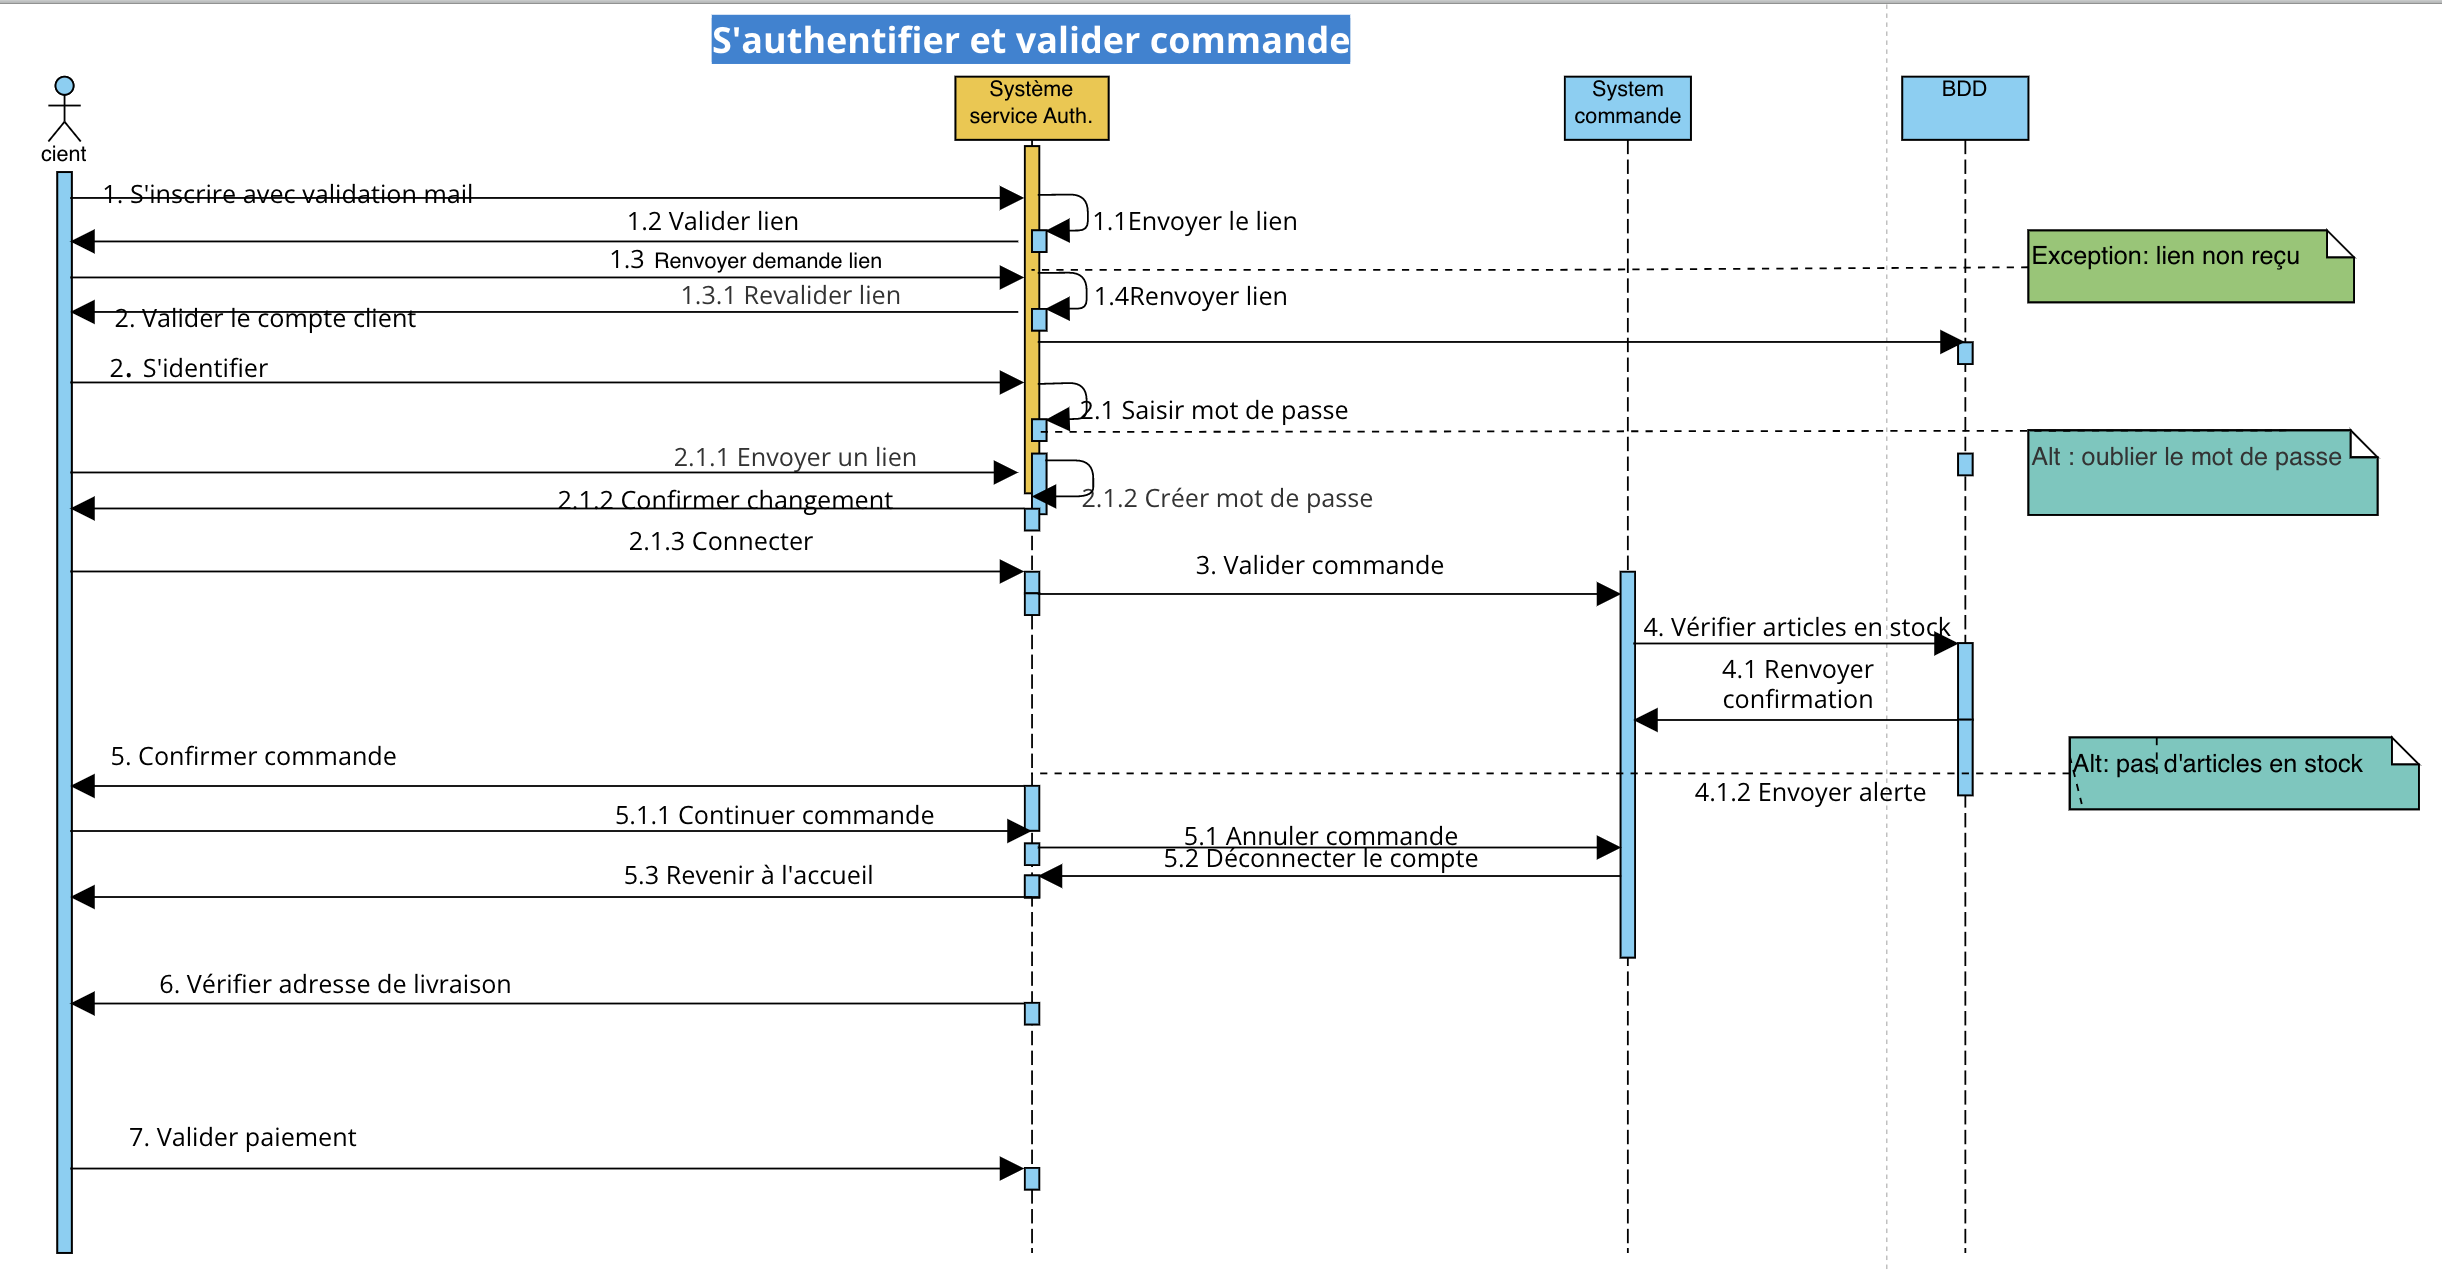 S'authentifier et valider commande
Système
service Auth.
System
commande
BDD
cient
1. S'inscrire avec validation mail
1.2 Valider lien
1.1Envoyer le lien
Exception: lien non reçu
1.3 Renvoyer demande lien
1.3.1 Revalider lien
1.4Renvoyer lien
2. Valider le compte client
2. S'identifier
2.1 Saisir mot de passe
Alt : oublier le mot de passe
2.1.1 Envoyer un lien
2.1.2 Confirmer changement
2.1.2 Créer mot de passe
2.1.3 Connecter
3. Valider commande
4. Vérifier articles en stock
4.1 Renvoyer
confirmation
5. Confirmer commande
Alt: pas d'articles en stock
4.1.2 Envoyer alerte
5.1.1 Continuer commande
5.1 Annuler commande
5.2 Déconnecter le compte
5.3 Revenir à l'accueil
6. Vérifier adresse de livraison
7. Valider paiement